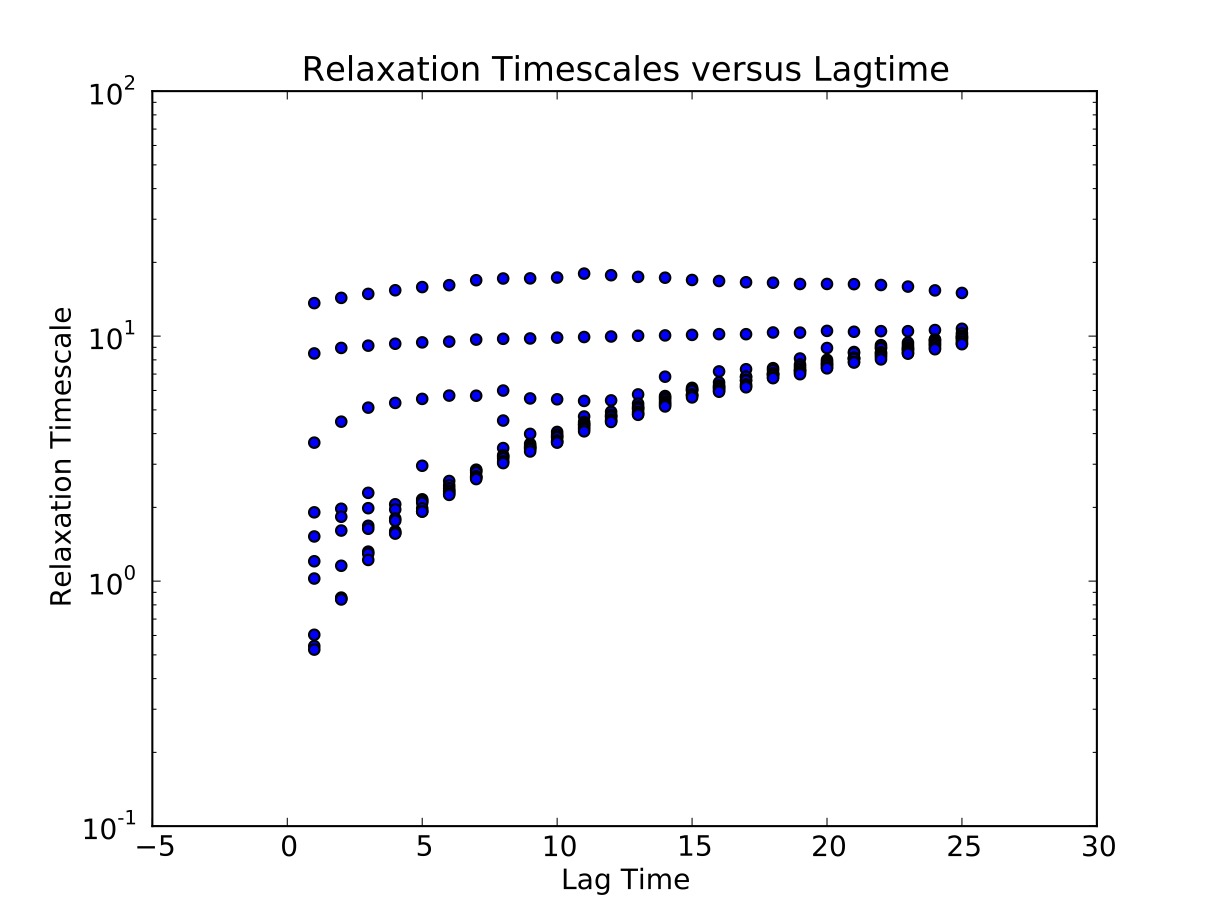 Relaxation Timescales versus Lagtime
10^2
10^1
10^0
10^-1
Relaxation Timescale
−5 0 5 10 15 20 25 30
Lag Time